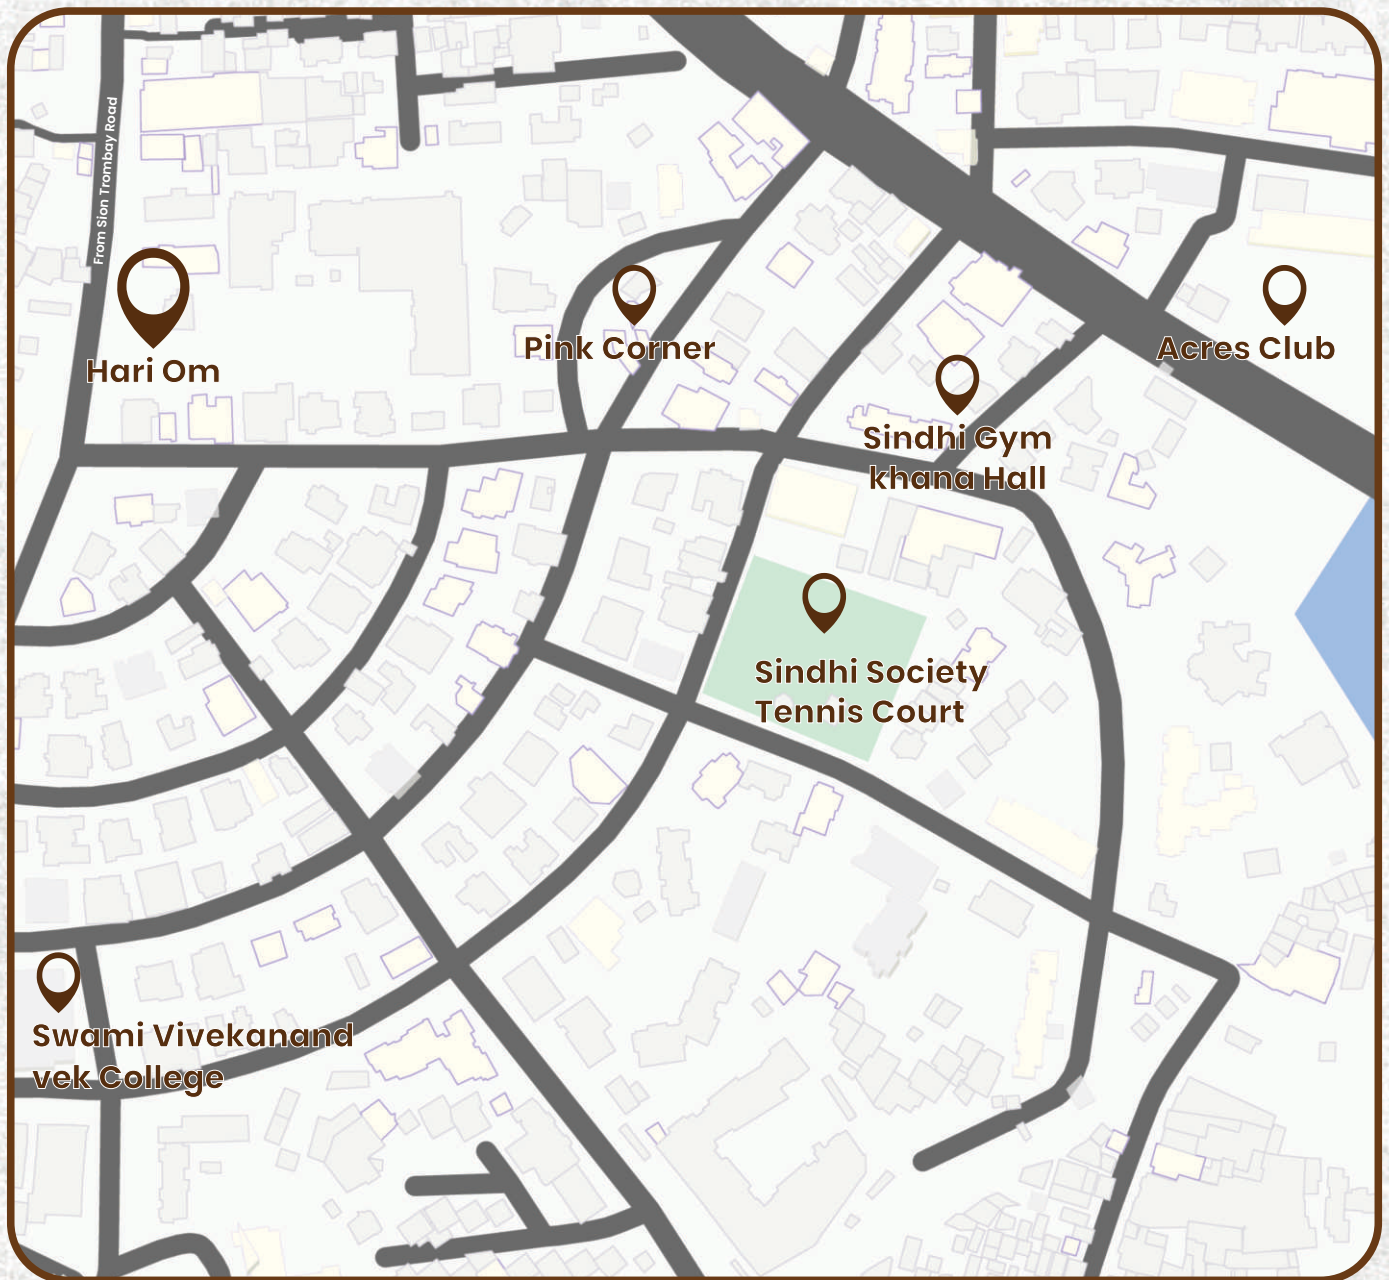 From Sion Trombay Road
Hari Om
Pink Corner
Acres Club
Sindhi Gym
khana Hall
Sindhi Society
Tennis Court
Swami Vivekanand
vek College